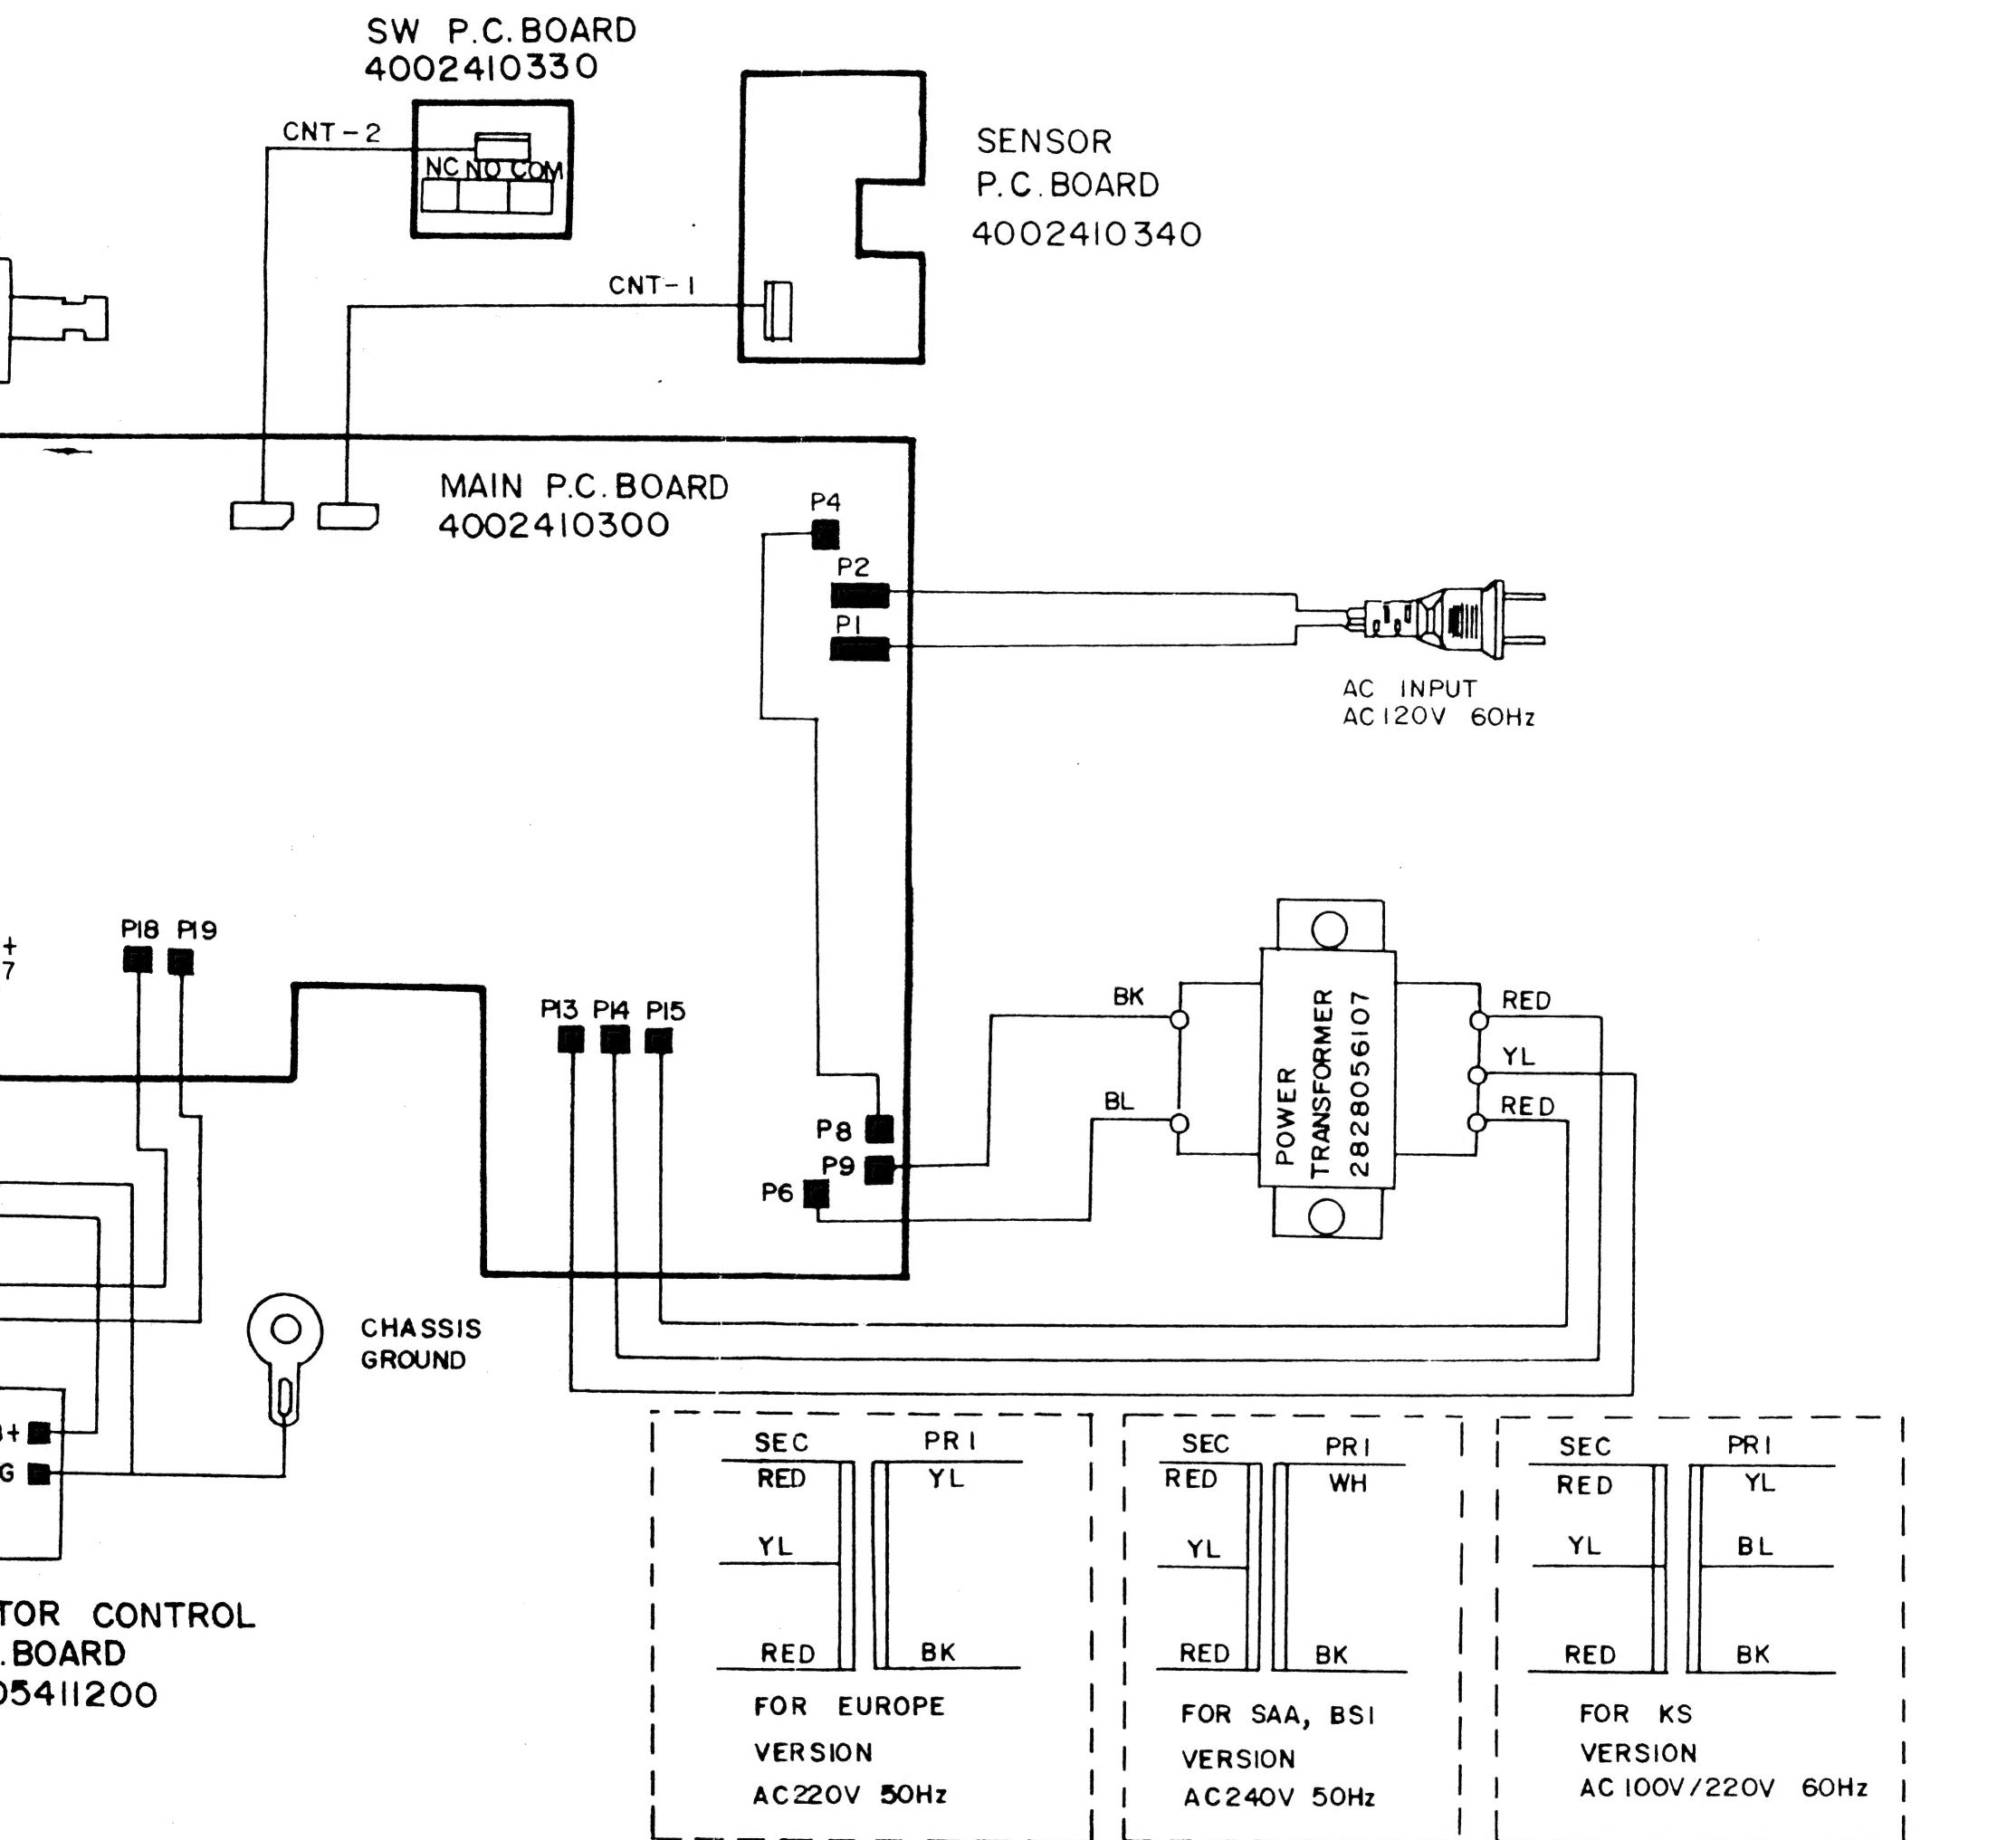 SW P.C.BOARD
4002410330
CNT-2
NC NO COM
SENSOR
P.C.BOARD
4002410340
CNT-1
MAIN P.C.BOARD
4002410300
P4
P2
P1
AC INPUT
AC120V 60Hz
P18 P19
+
7
P13 P14 P15
BK
BL
POWER
TRANSFORMER
2828056107
RED
YL
RED
P8
P9
P6
CHASSIS
GROUND
+
G
TOR CONTROL
.BOARD
05411200
SEC PRI
RED YL
YL
RED BK
FOR EUROPE
VERSION
AC220V 50Hz
SEC PRI
RED WH
YL
RED BK
FOR SAA, BSI
VERSION
AC240V 50Hz
SEC PRI
RED YL
YL BL
RED BK
FOR KS
VERSION
AC100V/220V 60Hz